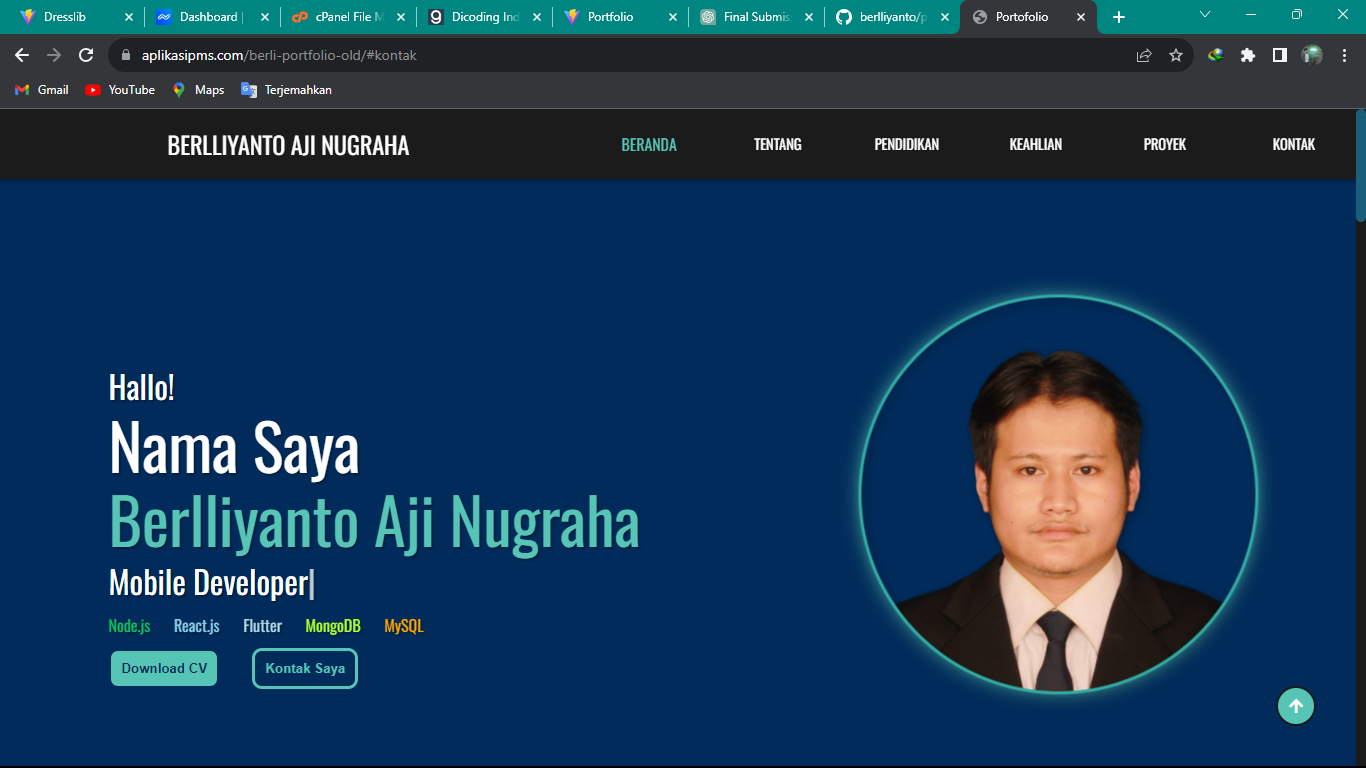 Dresslib
Dashboard |
cPanel File M
Dicoding Ind
Portfolio
Final Submis
berlliyanto/p
Portofolio
aplikasipms.com/berli-portfolio-old/#kontak
Gmail
YouTube
Maps
Terjemahkan
BERLLIYANTO AJI NUGRAHA
BERANDA
TENTANG
PENDIDIKAN
KEAHLIAN
PROYEK
KONTAK
Hallo!
Nama Saya
Berlliyanto Aji Nugraha
Mobile Developer|
Node.js React.js Flutter MongoDB MySQL
Download CV
Kontak Saya